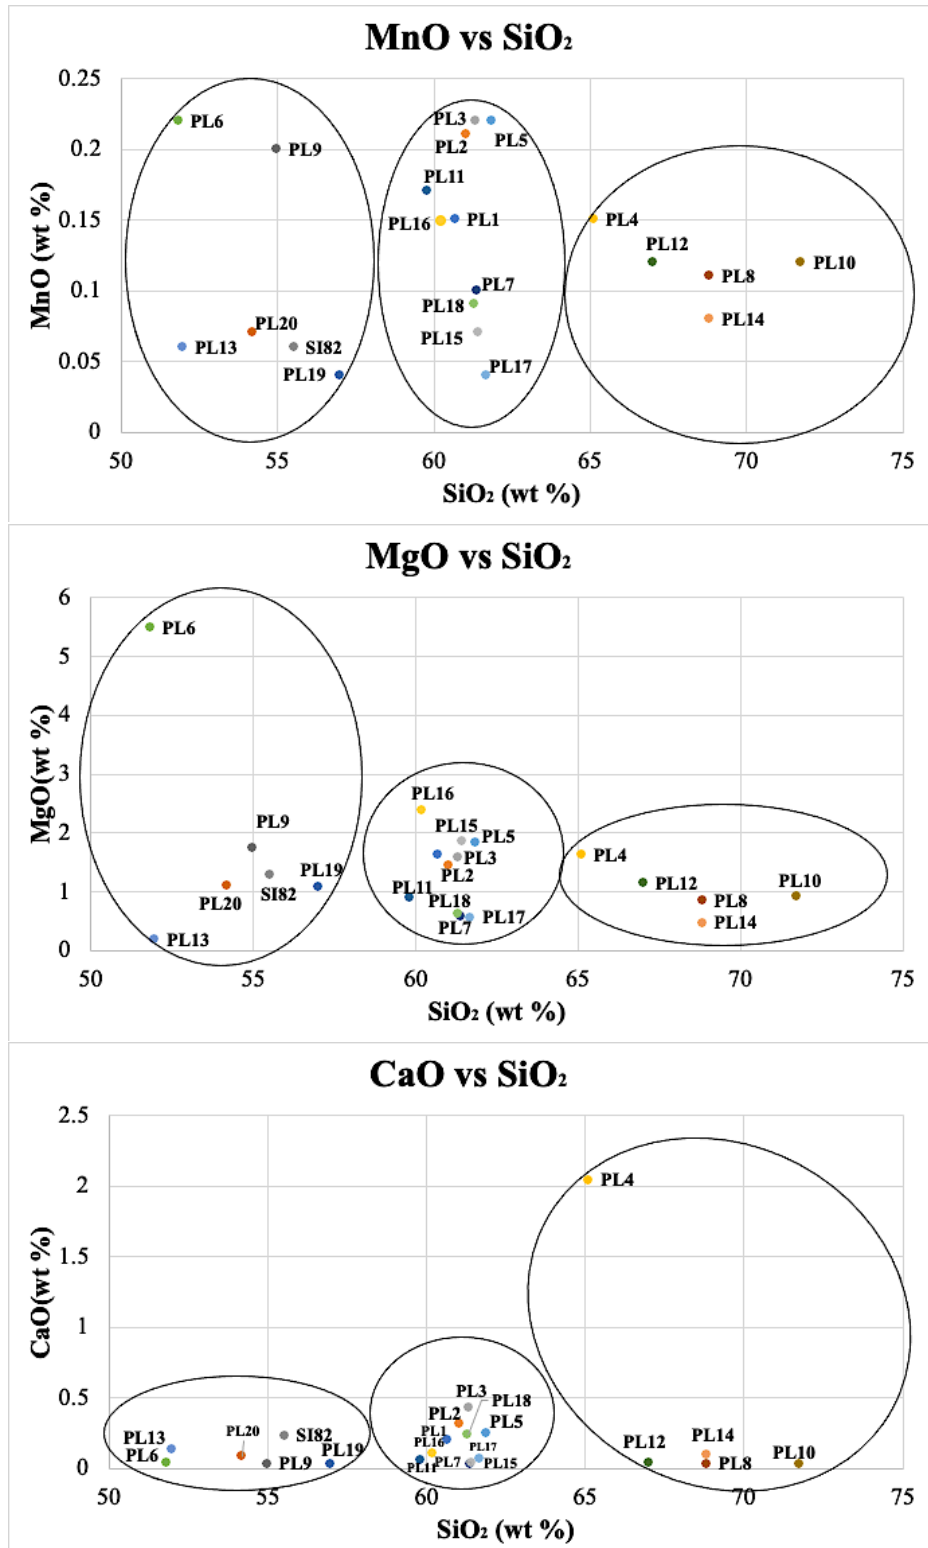 MnO vs SiO₂
0.25
0.2
0.15
0.1
0.05
0
MnO (wt %)
PL6
PL9
PL3
PL5
PL2
PL11
PL16
PL1
PL4
PL12
PL8
PL10
PL7
PL18
PL14
PL20
PL15
PL13
SI82
PL19
PL17
50 55 60 65 70 75
SiO₂ (wt %)
MgO vs SiO₂
6
5
4
3
2
1
0
MgO(wt %)
PL6
PL16
PL9
PL15
PL5
PL3
PL2
PL4
PL19
SI82
PL20
PL11
PL18
PL12
PL10
PL8
PL7
PL17
PL14
PL13
50 55 60 65 70 75
SiO₂ (wt %)
CaO vs SiO₂
2.5
2
1.5
1
0.5
0
CaO(wt %)
PL4
PL3
PL18
PL2
PL5
PL1
PL16
PL17
PL11
PL7
PL15
PL13
PL20
SI82
PL6
PL9
PL19
PL12
PL14
PL8
PL10
50 55 60 65 70 75
SiO₂ (wt %)